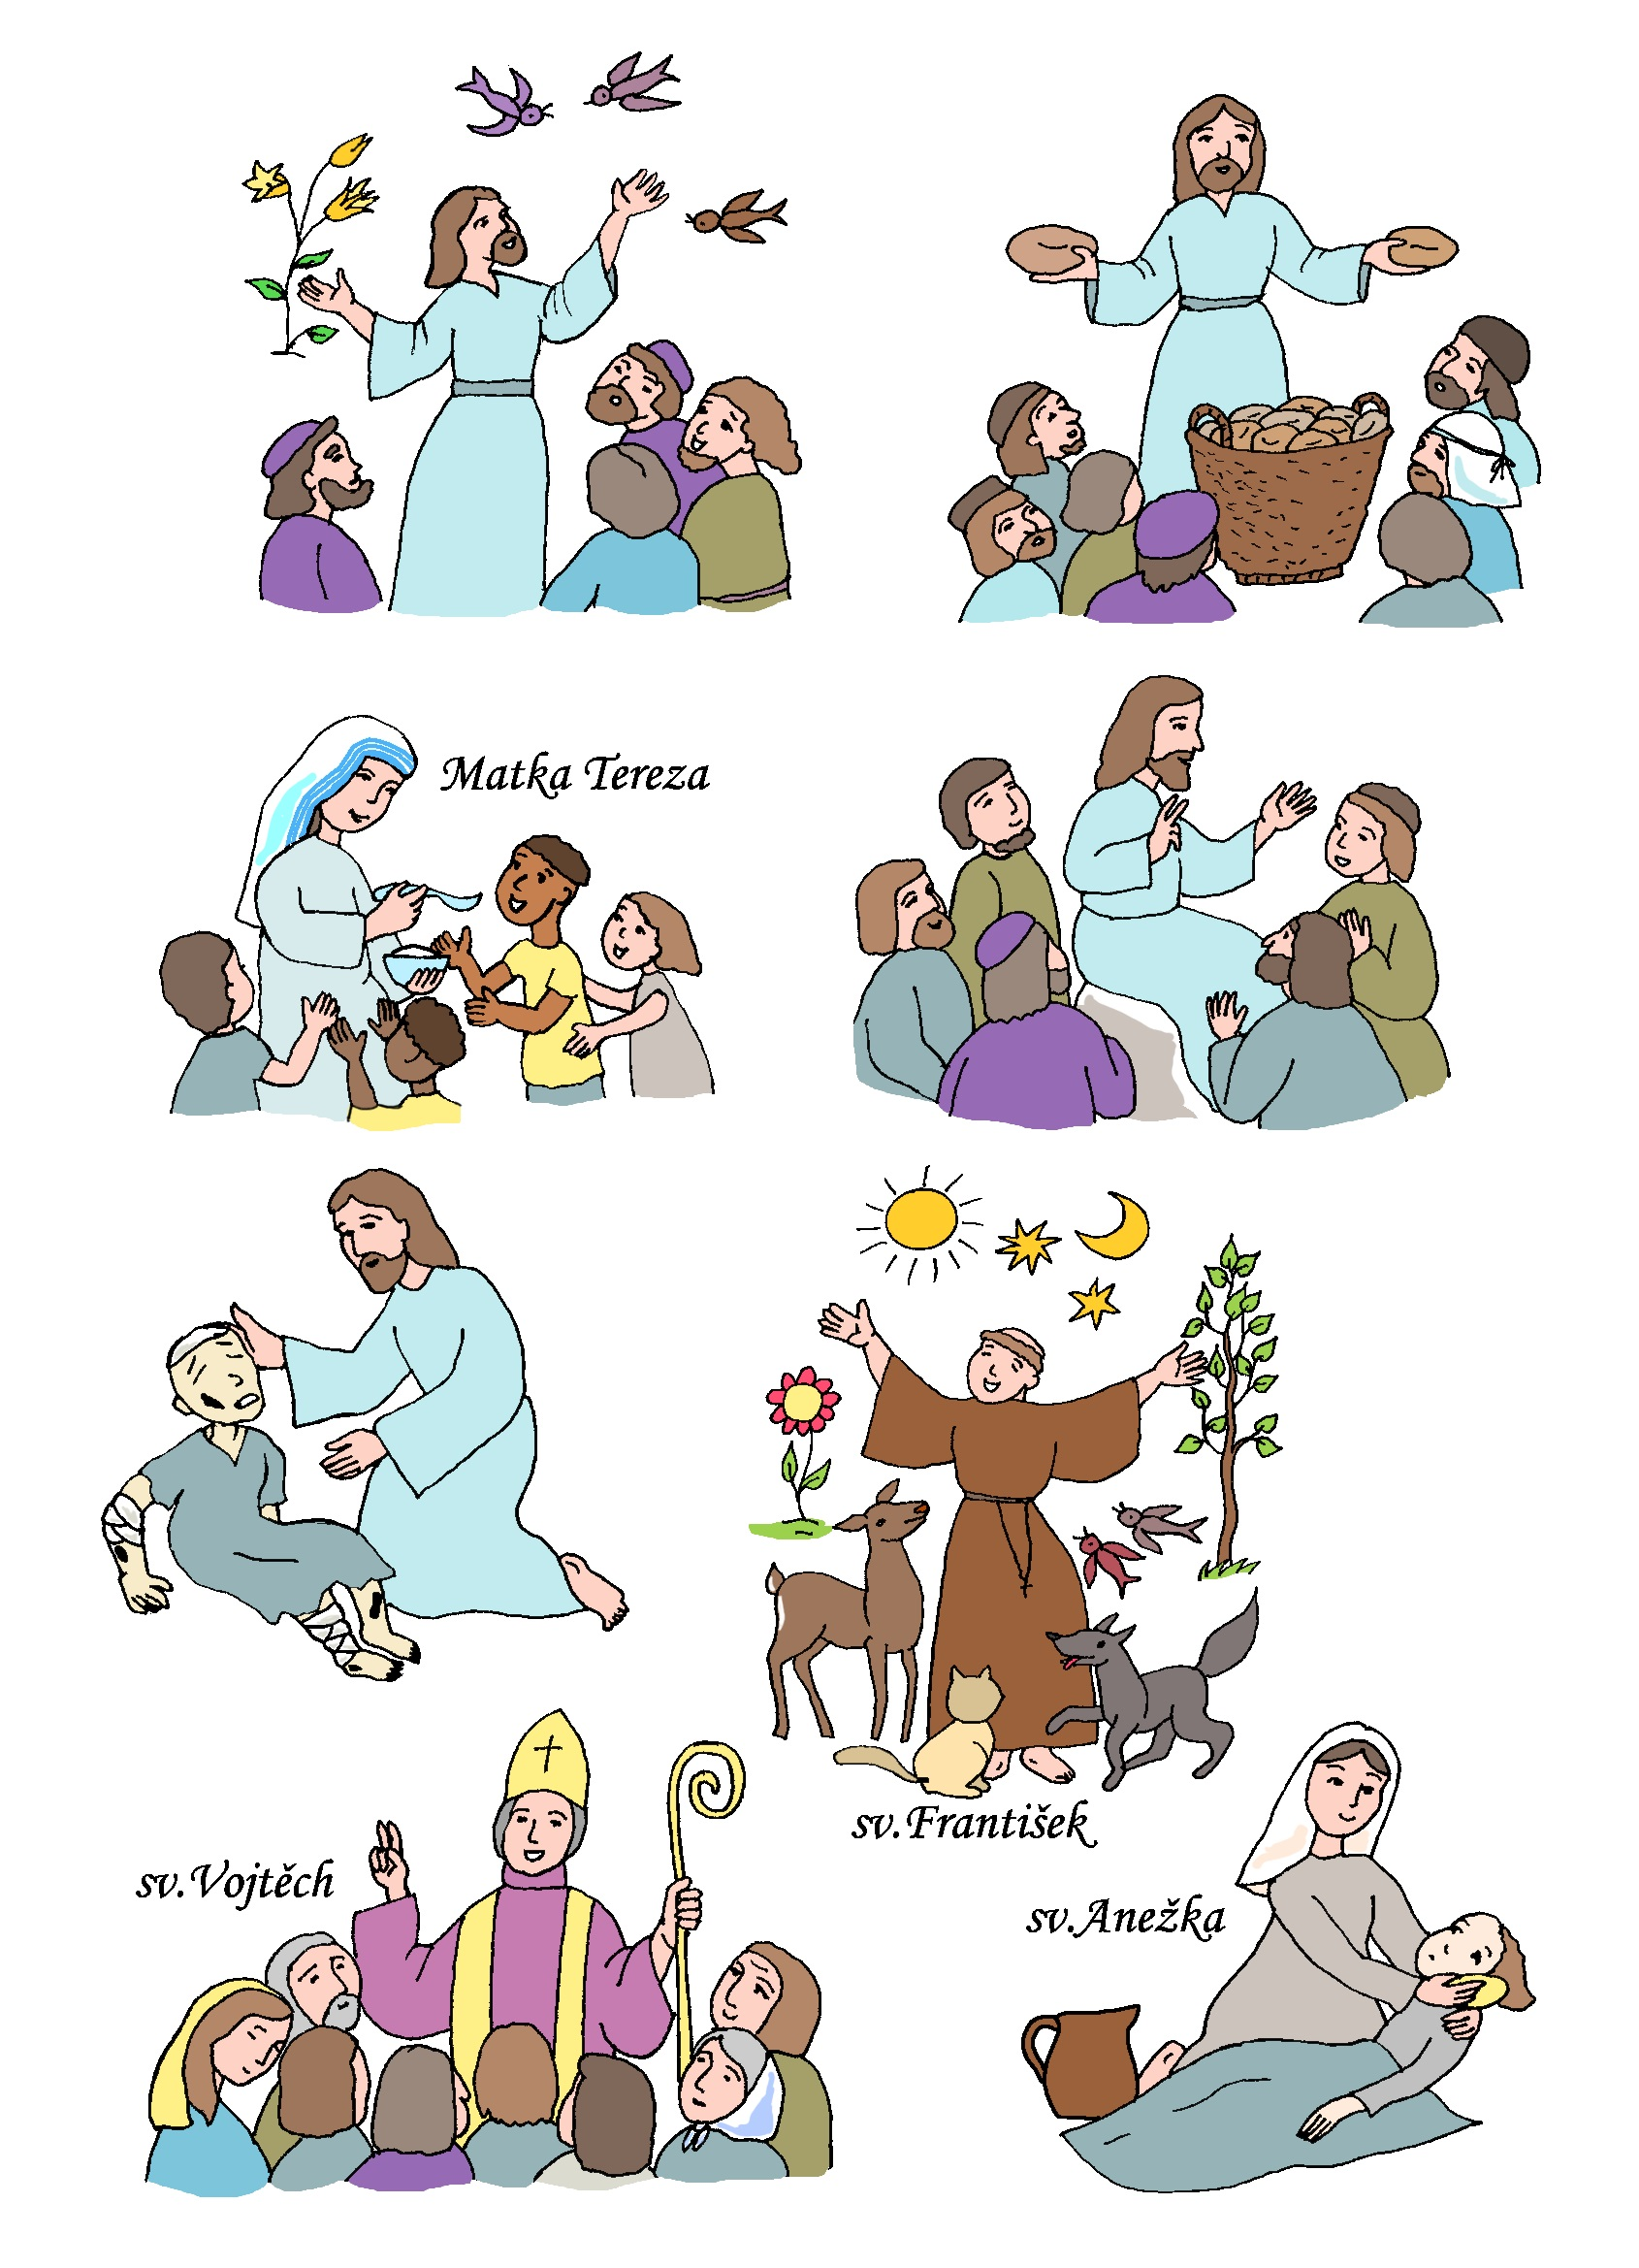 Matka Tereza
sv.František
sv.Vojtěch
sv.Anežka